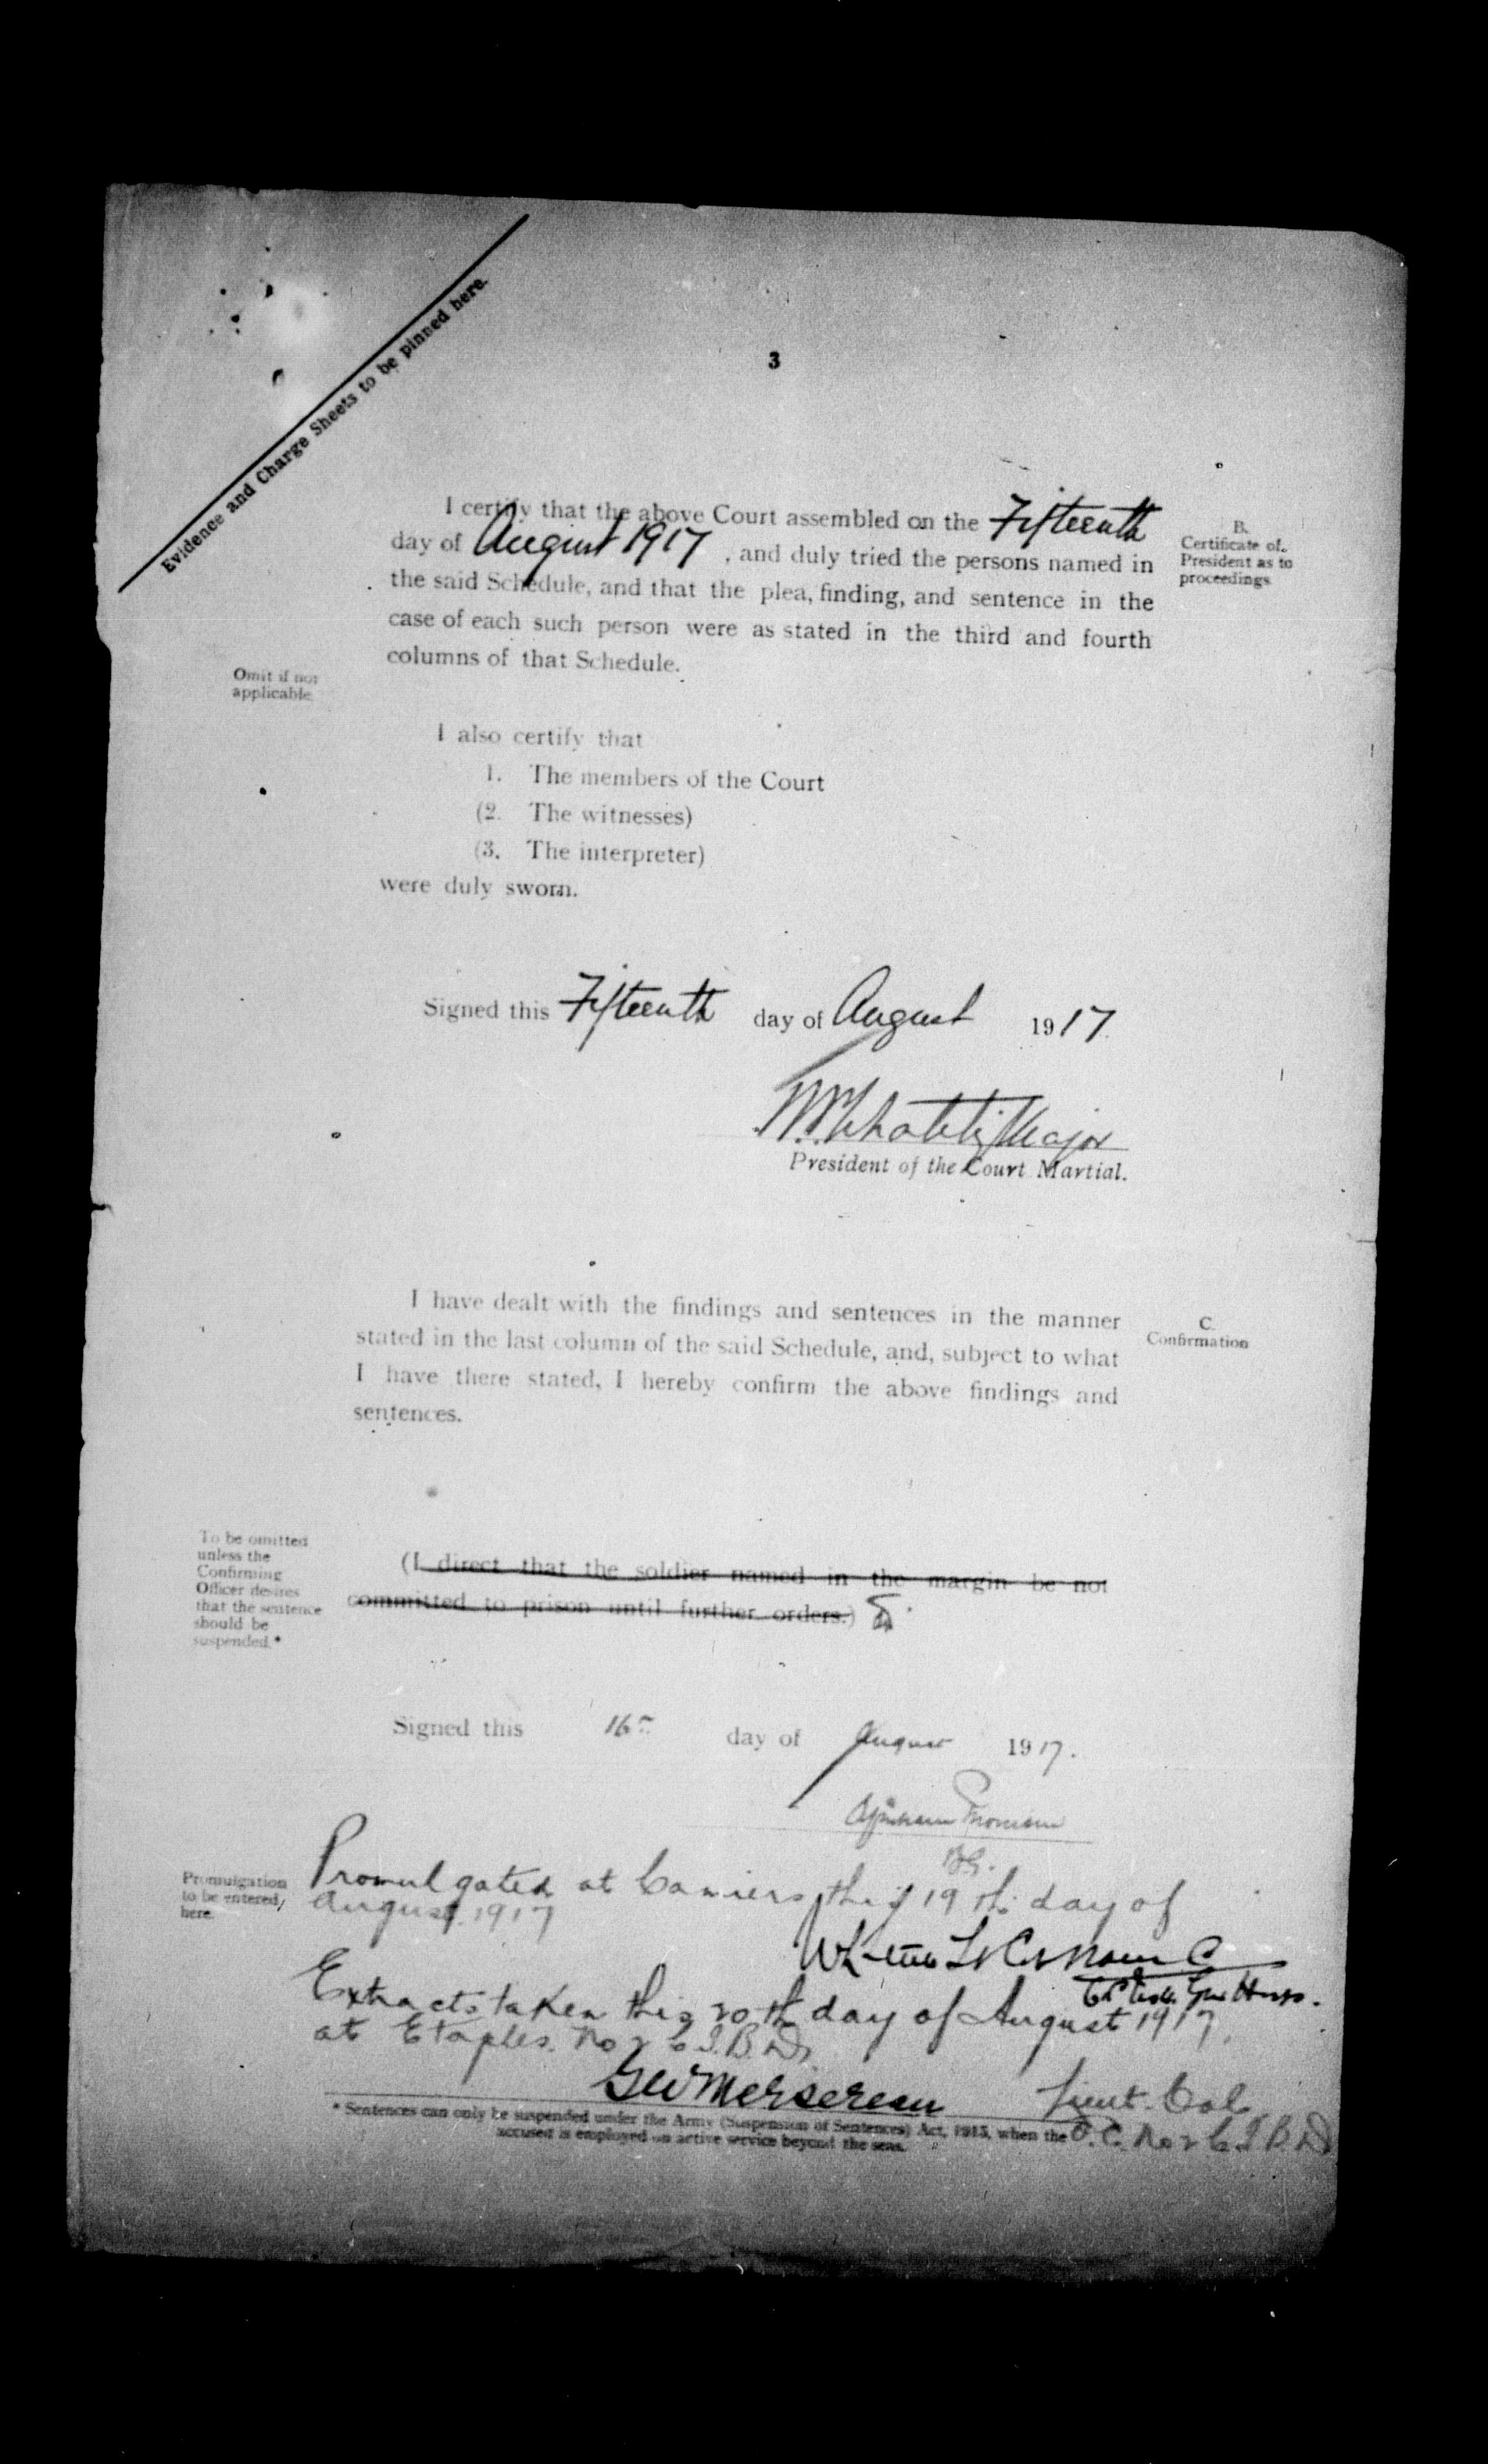 Evidence and Charge Sheets to be pinned here.
3
I certify that the above Court assembled on the Fifteenth
day of August 1917, and duly tried the persons named in
the said Schedule, and that the plea, finding, and sentence in the
case of each such person were as stated in the third and fourth
columns of that Schedule.
B.
Certificate of
President as to
proceedings
Omit if not
applicable
I also certify that
1. The members of the Court
(2. The witnesses)
(3. The interpreter)
were duly sworn.
Signed this Fifteenth day of August 1917.
Major
President of the Court Martial.
I have dealt with the findings and sentences in the manner
stated in the last column of the said Schedule, and, subject to what
I have there stated, I hereby confirm the above findings and
sentences.
C.
Confirmation
To be omitted
unless the
Confirming
Officer desires
that the sentence
should be
suspended.*
(I direct that the soldier named in the margin be not
committed to prison until further orders.)
Signed this 16th day of August 1917.
Promulgation
to be entered
here.
Promulgated at Camiers this 19th day of
August 1917
Extracts taken this 20th day of August 1917,
at Etaples. No 2 C.I.B.D.
GW Mersereau Lieut. Col.
O.C. No 2 C.I.B.D
* Sentences can only be suspended under the Army (Suspension of Sentences) Act, 1915, when the
accused is employed on active service beyond the seas.